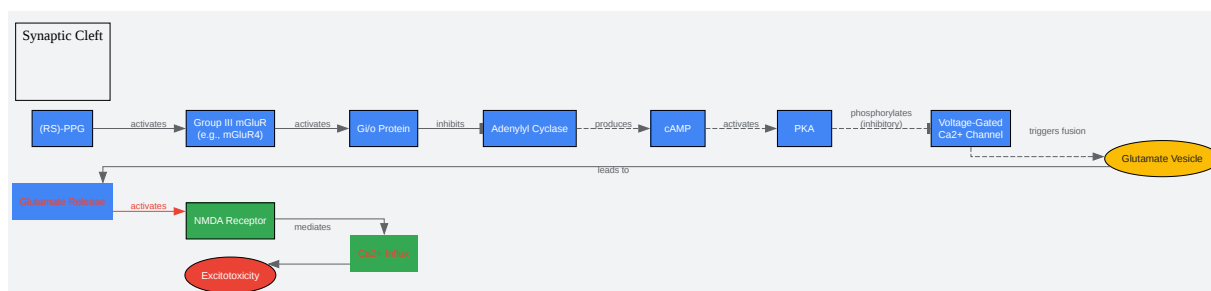 Synaptic Cleft
(RS)-PPG
activates
Group III mGluR
(e.g., mGluR4)
activates
Gi/o Protein
inhibits
Adenylyl Cyclase
produces
cAMP
activates
PKA
phosphorylates
(inhibitory)
Voltage-Gated
Ca2+ Channel
triggers fusion
Glutamate Vesicle
leads to
Glutamate Release
activates
NMDA Receptor
mediates
Ca2+ Influx
Excitotoxicity